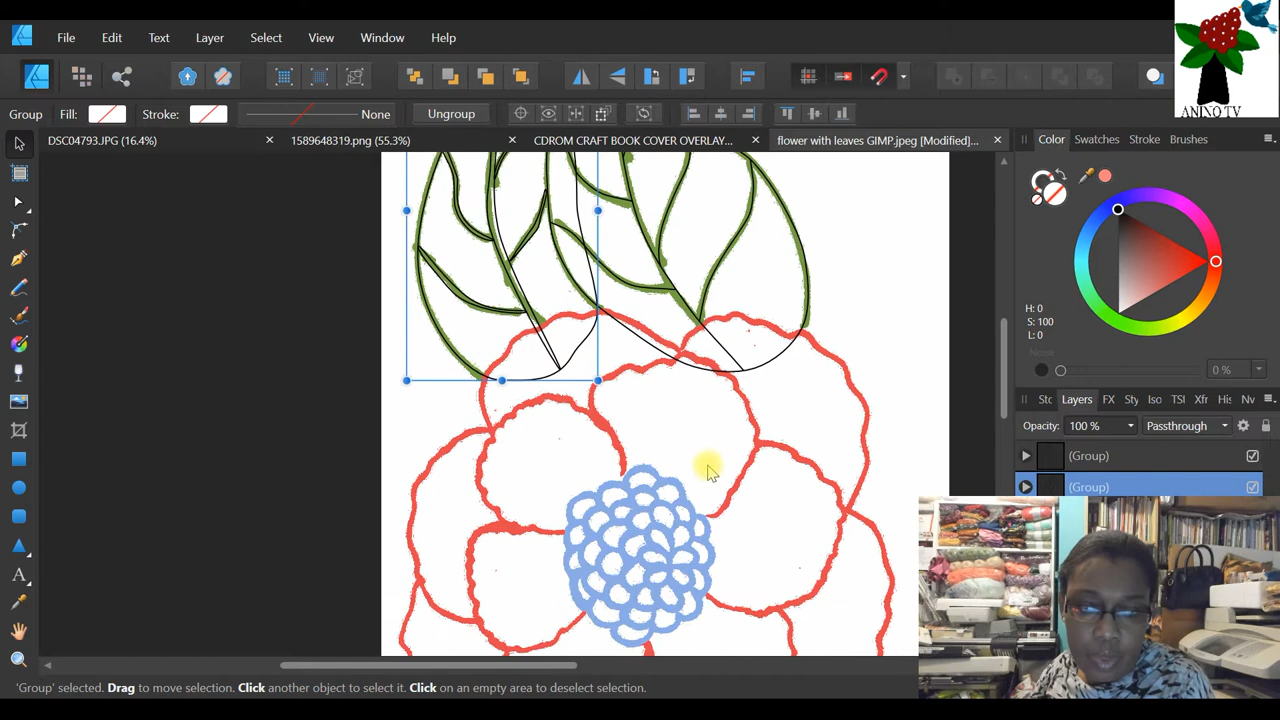 ANINO TV
File Edit Text Layer Select View Window Help
Group Fill: Stroke: None Ungroup
DSC04793.JPG (16.4%) 1589648319.png (55.3%) CDROM CRAFT BOOK COVER OVERLAY... flower with leaves GIMP.jpeg [Modified]...
Color Swatches Stroke Brushes
H: 0
S: 100
L: 0
None
0 %
Stc Layers FX Sty Iso TSI Xfr His Nv
Opacity: 100 % Passthrough
(Group)
(Group)
A
'Group' selected. Drag to move selection. Click another object to select it. Click on an empty area to deselect selection.